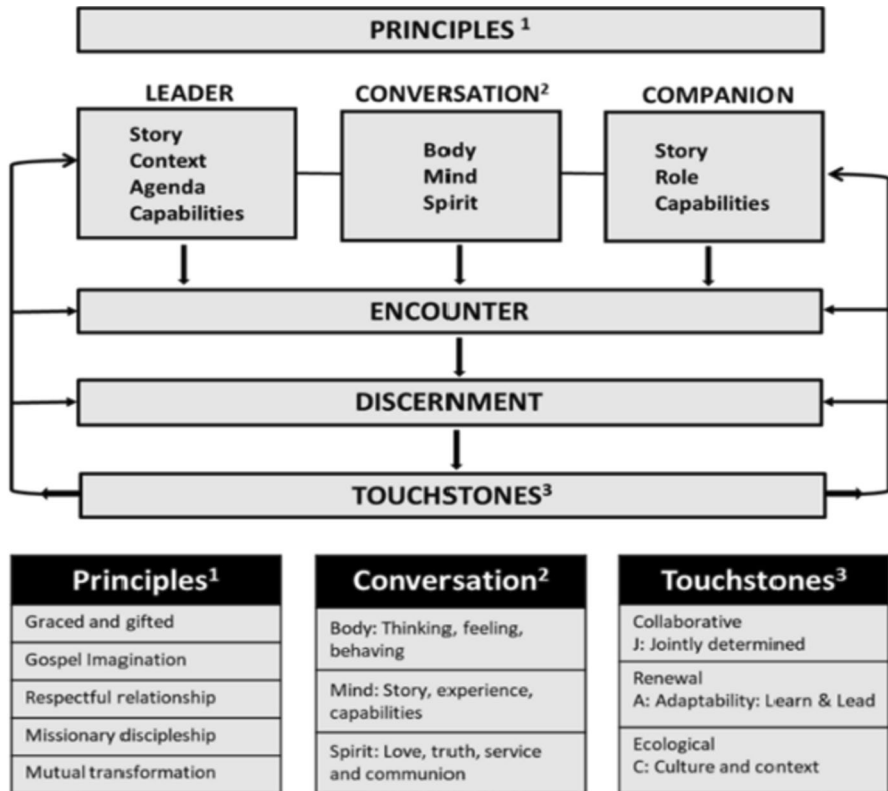 PRINCIPLES 1
LEADER
Story
Context
Agenda
Capabilities
CONVERSATION2
Body
Mind
Spirit
COMPANION
Story
Role
Capabilities
ENCOUNTER
DISCERNMENT
TOUCHSTONES3
Principles1
Graced and gifted
Gospel Imagination
Respectful relationship
Missionary discipleship
Mutual transformation
Conversation2
Body: Thinking, feeling,
behaving
Mind: Story, experience,
capabilities
Spirit: Love, truth, service
and communion
Touchstones3
Collaborative
J: Jointly determined
Renewal
A: Adaptability: Learn & Lead
Ecological
C: Culture and context